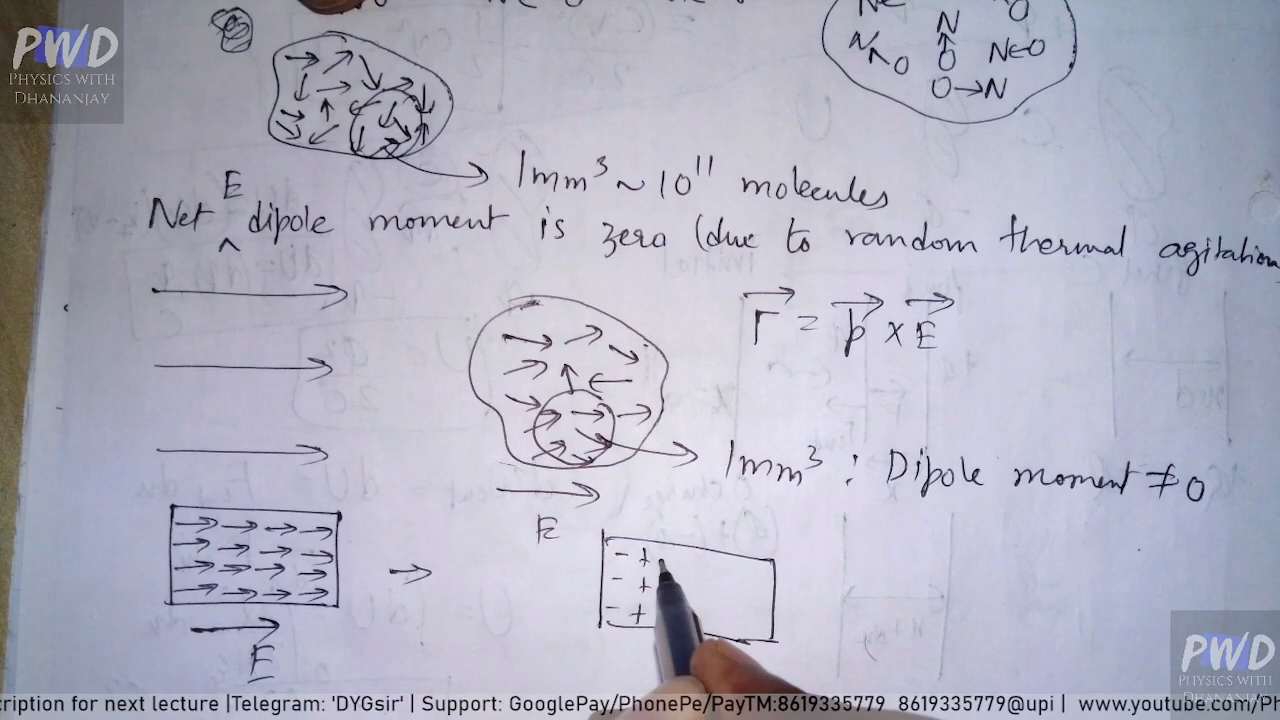 PWD
PHYSICS WITH
DHANANJAY
N
O
N O
O
N=O
O→N
1mm³ ~ 10¹¹ molecules
E
Net ^ dipole moment is zero (due to random thermal agitation
Γ = p × E
1mm³ : Dipole moment ≠ 0
E
- +
- +
- +
E
PWD
PHYSICS WITH
DHANANJAY
cription for next lecture |Telegram: 'DYGsir' | Support: GooglePay/PhonePe/PayTM:8619335779 8619335779@upi | www.youtube.com/Ph